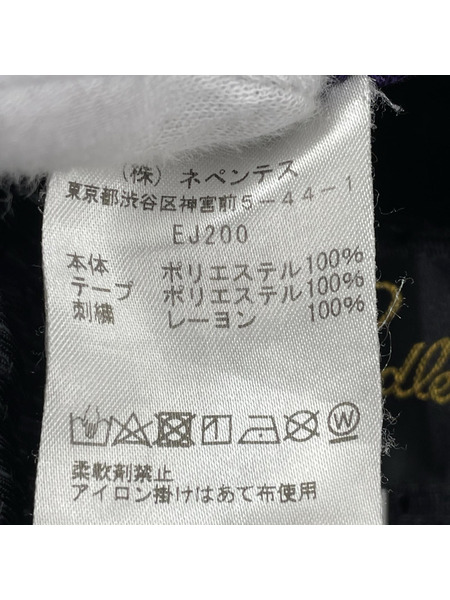 （株）ネペンテス
東京都渋谷区神宮前5－44－1
EJ200
本体　ポリエステル100％
テープ　ポリエステル100％
刺繍　レーヨン　100％
W
柔軟剤禁止
アイロン掛けはあて布使用